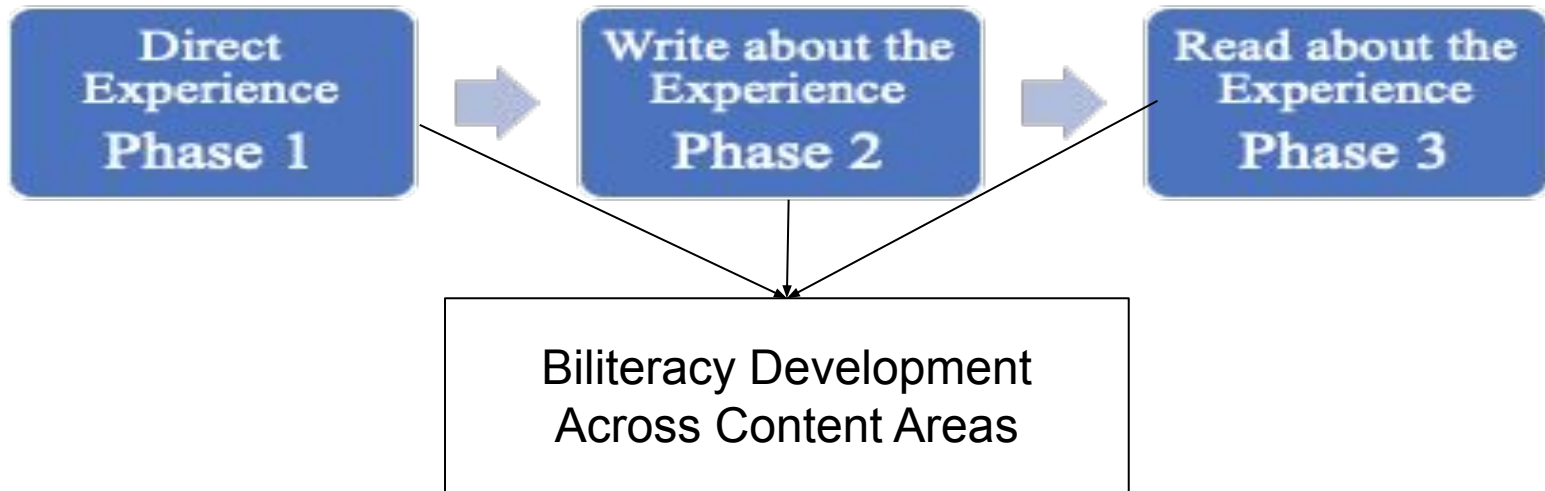 Direct
Experience
Phase 1
Write about the
Experience
Phase 2
Read about the
Experience
Phase 3
Biliteracy Development
Across Content Areas